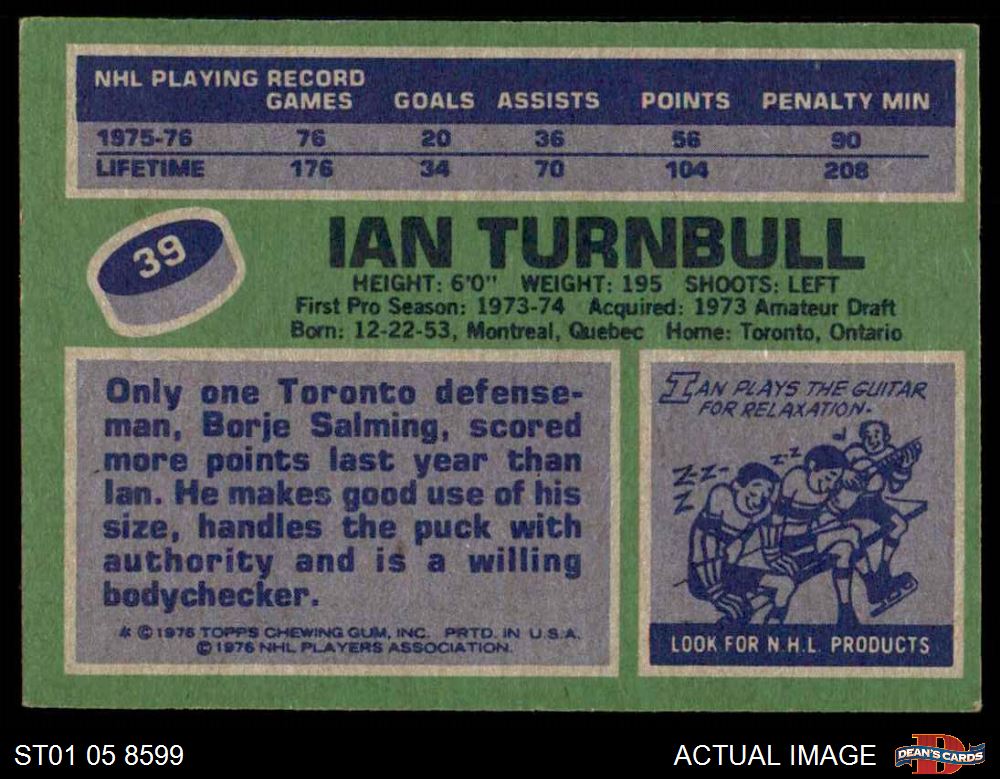 NHL PLAYING RECORD
GAMES GOALS ASSISTS POINTS PENALTY MIN
1975-76 76 20 36 56 90
LIFETIME 176 34 70 104 208
39
IAN TURNBULL
HEIGHT: 6'0" WEIGHT: 195 SHOOTS: LEFT
First Pro Season: 1973-74 Acquired: 1973 Amateur Draft
Born: 12-22-53, Montreal, Quebec Home: Toronto, Ontario
Only one Toronto defense-
man, Borje Salming, scored
more points last year than
Ian. He makes good use of his
size, handles the puck with
authority and is a willing
bodychecker.
* © 1976 TOPPS CHEWING GUM, INC. PRTD. IN U.S.A.
© 1976 NHL PLAYERS ASSOCIATION.
IAN PLAYS THE GUITAR
FOR RELAXATION.
ZZ-
Z
Z-Z-
LOOK FOR N.H.L PRODUCTS
ST01 05 8599
ACTUAL IMAGE
D
DEAN'S CARDS